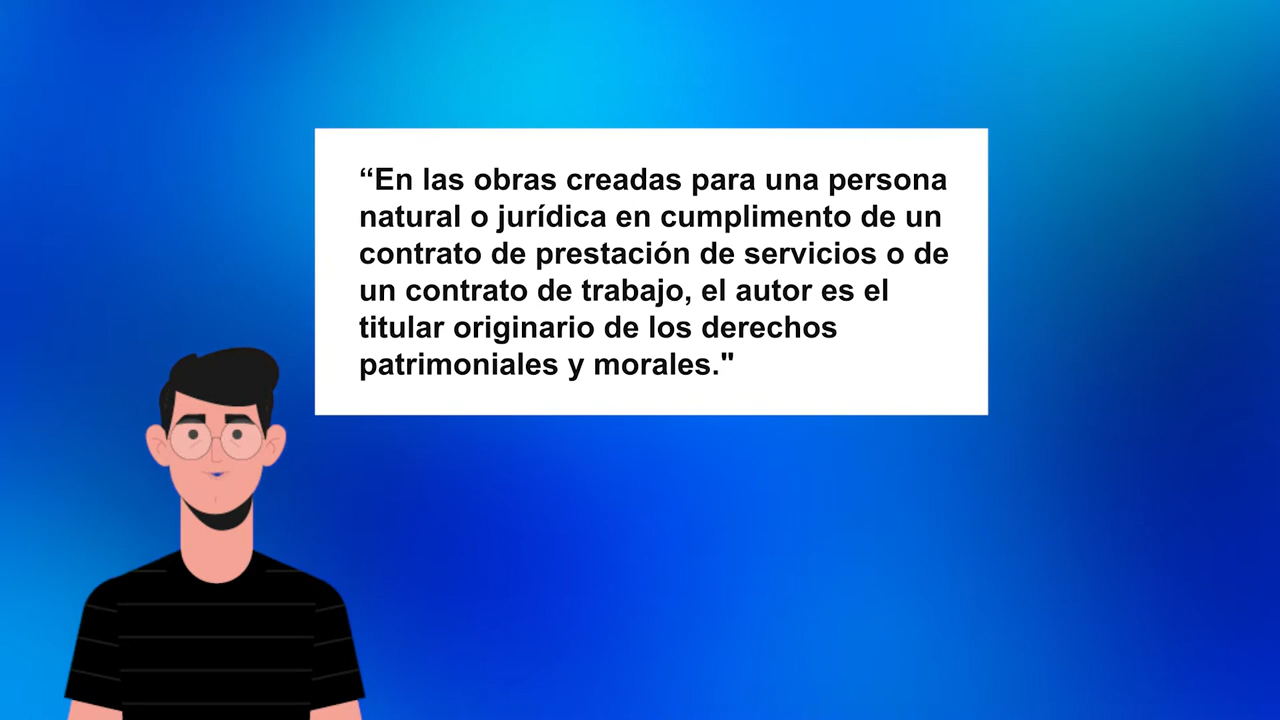 “En las obras creadas para una persona
natural o jurídica en cumplimento de un
contrato de prestación de servicios o de
un contrato de trabajo, el autor es el
titular originario de los derechos
patrimoniales y morales."